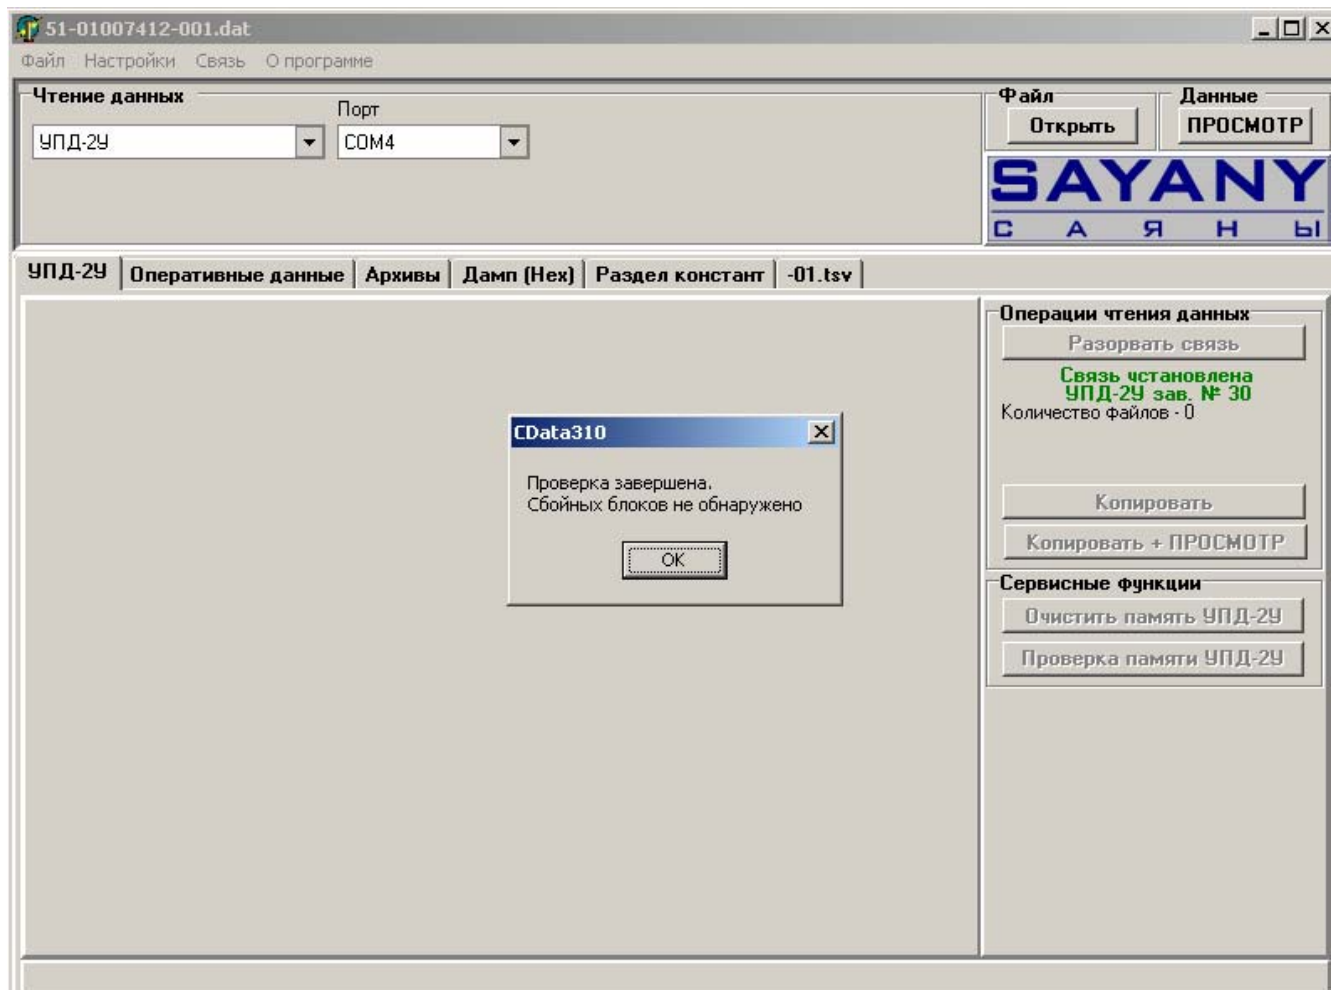 51-01007412-001.dat
Файл Настройки Связь О программе
Чтение данных
Порт
УПД-2У
COM4
Файл
Открыть
Данные
ПРОСМОТР
SAYANY
САЯНЫ
УПД-2У Оперативные данные Архивы Дамп (Hex) Раздел констант -01.tsv
Операции чтения данных
Разорвать связь
Связь установлена
УПД-2У зав. № 30
Количество файлов - 0
Копировать
Копировать + ПРОСМОТР
Сервисные функции
Очистить память УПД-2У
Проверка памяти УПД-2У
CData310
Проверка завершена.
Сбойных блоков не обнаружено
OK